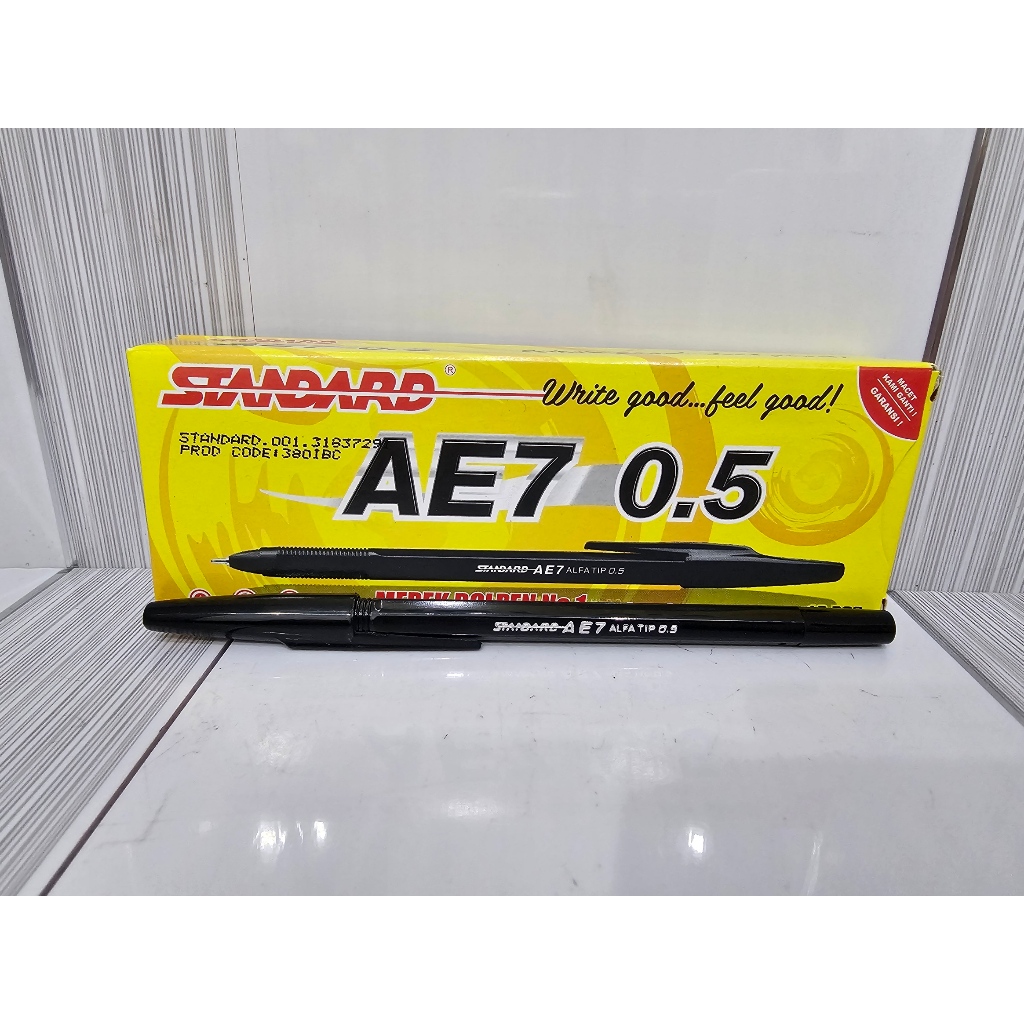 STANDARD®
Write good...feel good!
MACET
KAMI GANTI!
GARANSI!
STANDARD.001.3183729
PROD CODE:380IBC
AE7 0.5
STANDARD AE7 ALFA TIP 0.5
MEREK BOLPEN No.1
STANDARD AE7 ALFA TIP 0.5